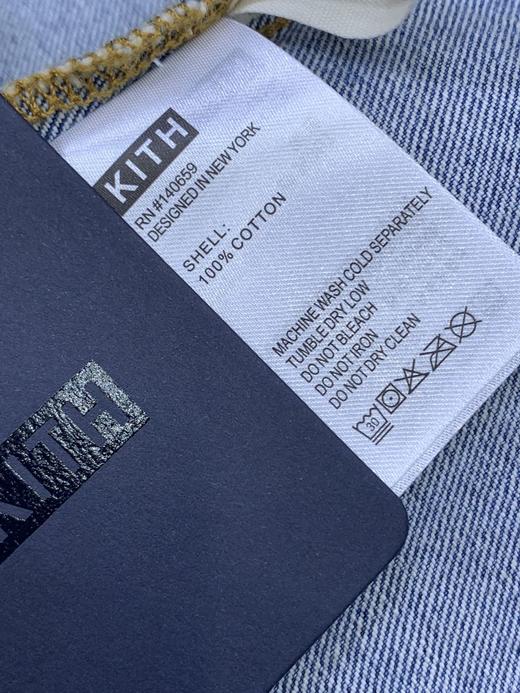 KITH
RN #140659
DESIGNED IN NEW YORK
SHELL:
100% COTTON
MACHINE WASH COLD SEPARATELY
TUMBLE DRY LOW
DO NOT BLEACH
DO NOT IRON
DO NOT DRY CLEAN
30
KITH